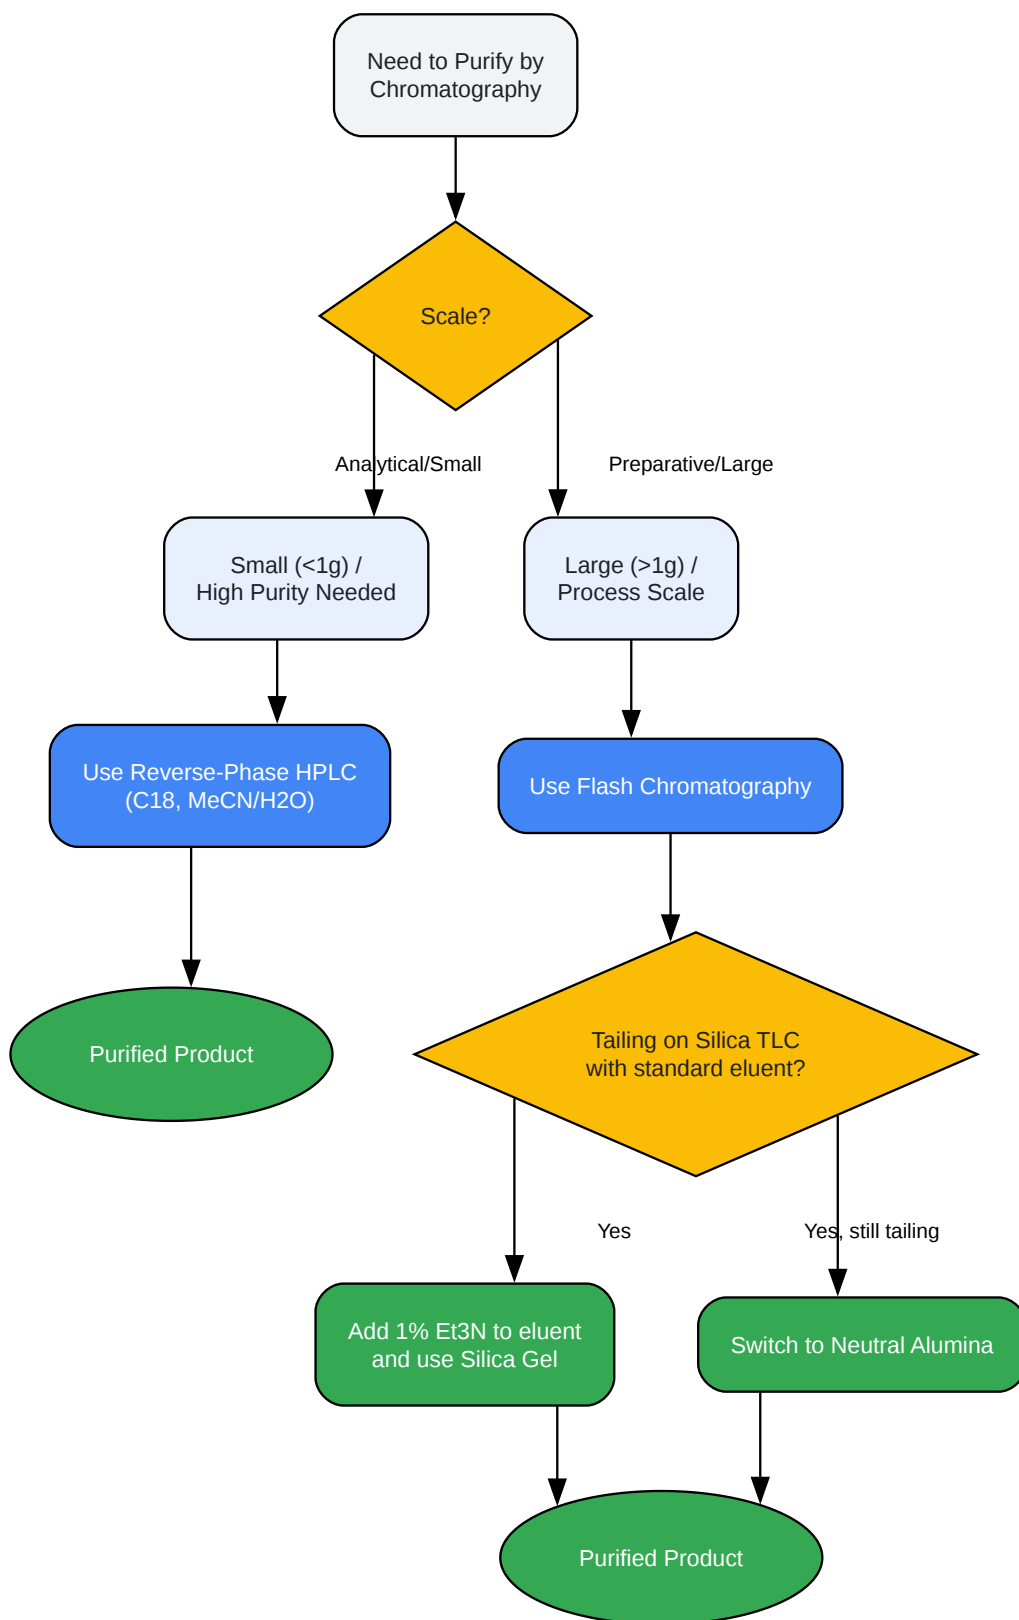 Need to Purify by
Chromatography
Scale?
Analytical/Small
Preparative/Large
Small (<1g) /
High Purity Needed
Large (>1g) /
Process Scale
Use Reverse-Phase HPLC
(C18, MeCN/H2O)
Use Flash Chromatography
Purified Product
Tailing on Silica TLC
with standard eluent?
Yes
Yes, still tailing
Add 1% Et3N to eluent
and use Silica Gel
Switch to Neutral Alumina
Purified Product